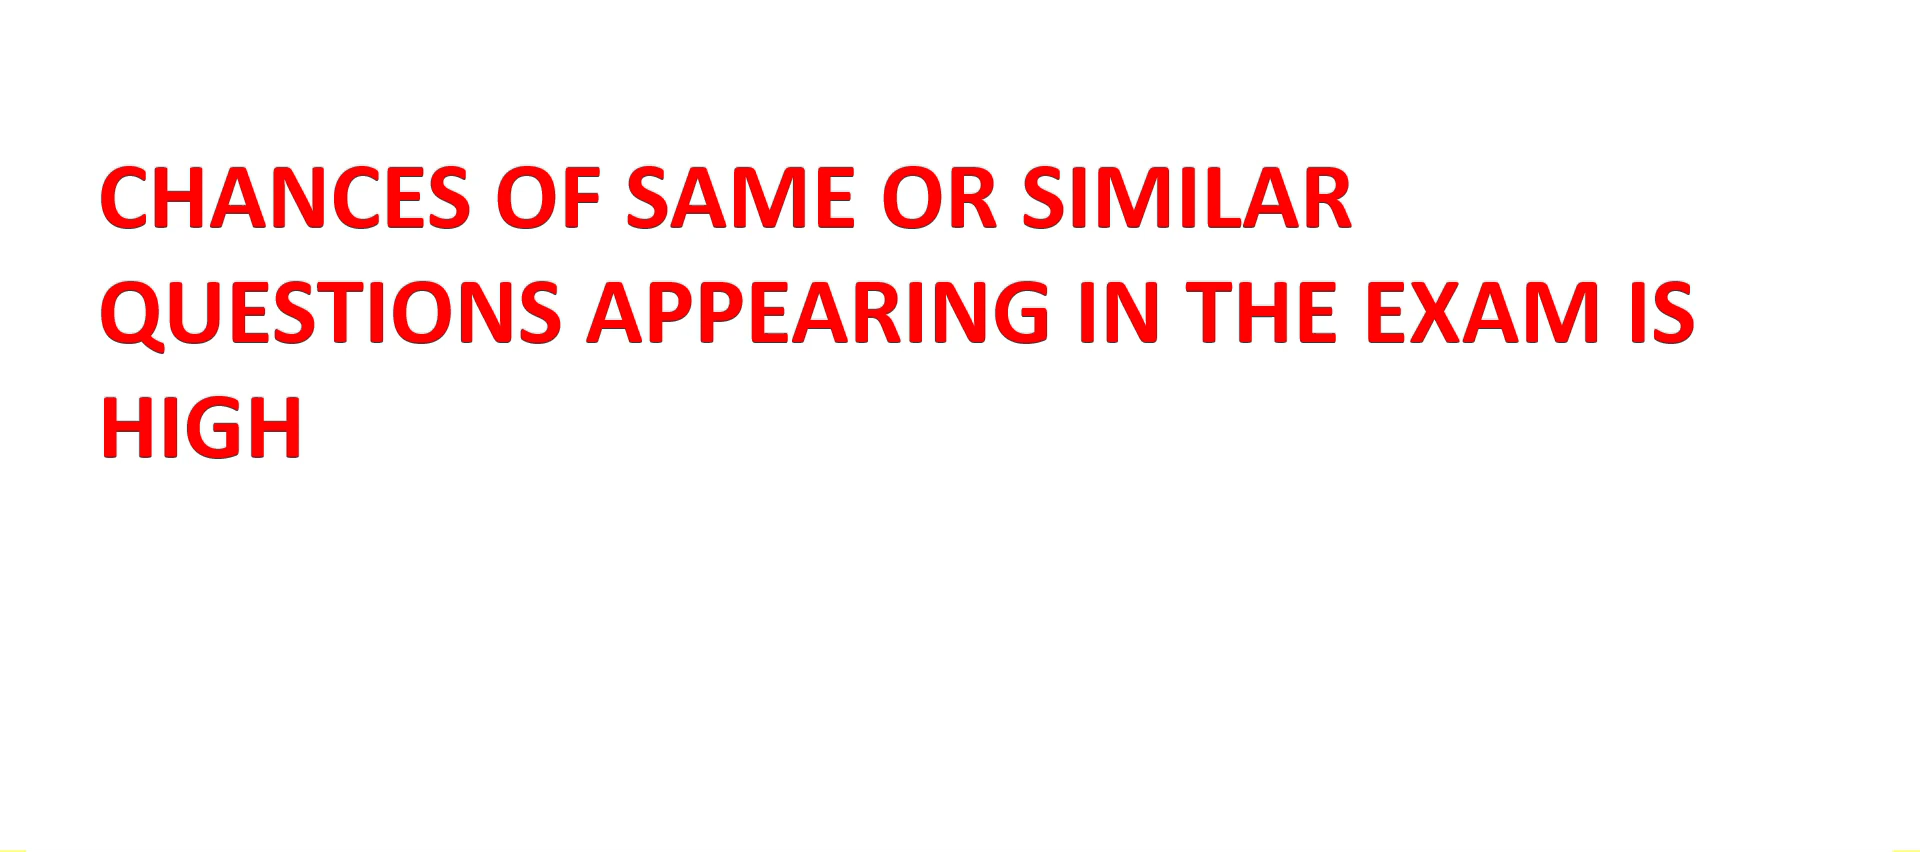 CHANCES OF SAME OR SIMILAR
QUESTIONS APPEARING IN THE EXAM IS
HIGH